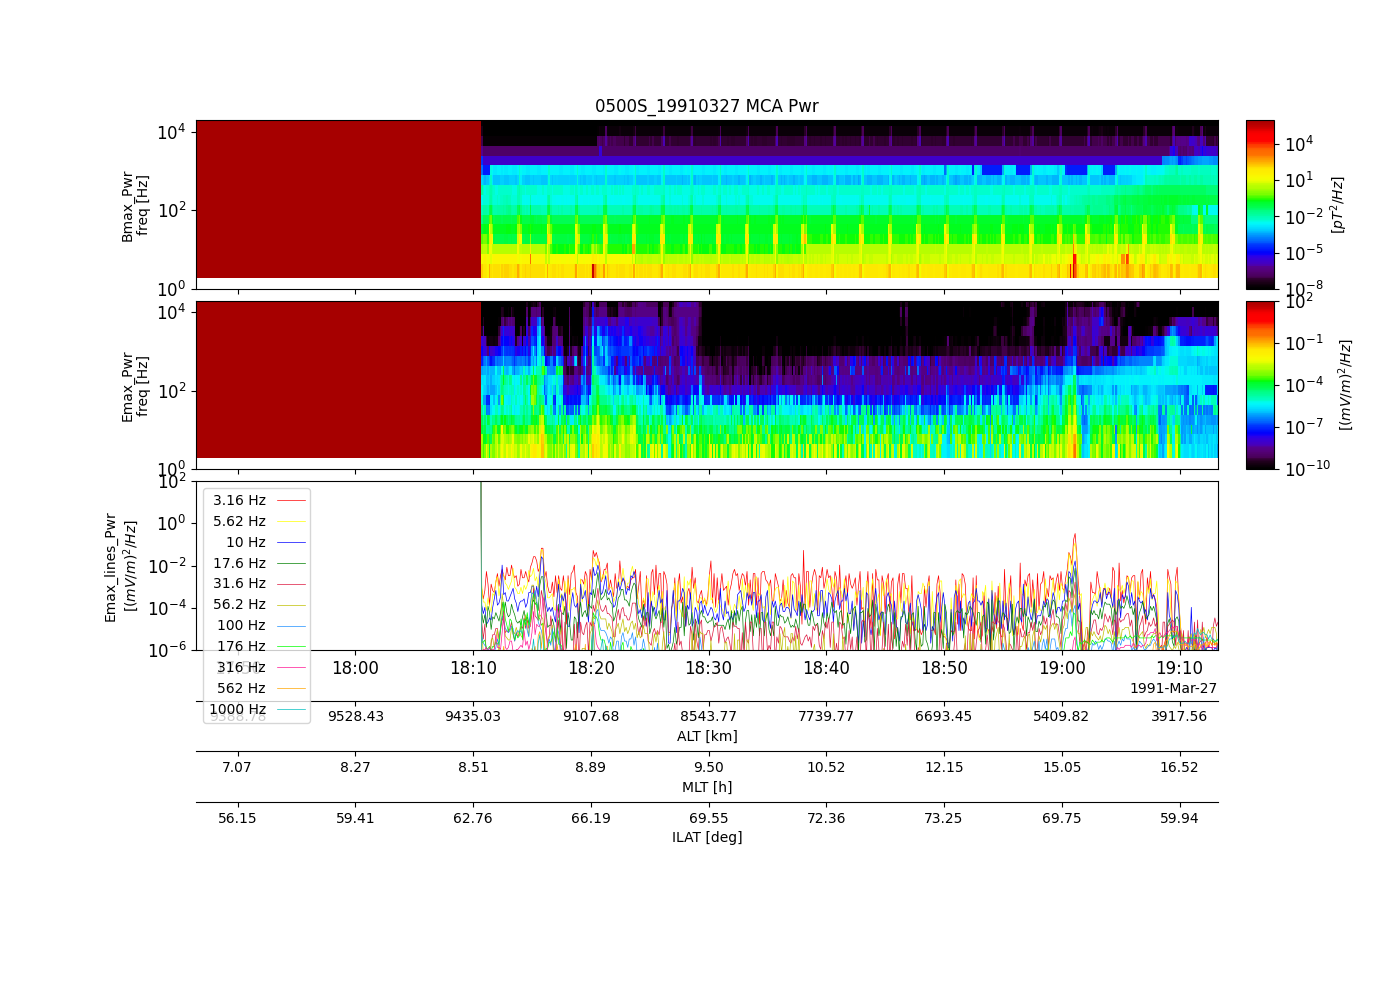 0500S_19910327 MCA Pwr
Bmax_Pwr
freq [Hz]
10^4
10^2
10^0
10^4
10^1
10^-2
10^-5
10^-8
[pT^2/Hz]
Emax_Pwr
freq [Hz]
10^4
10^2
10^0
10^2
10^-1
10^-4
10^-7
10^-10
[(mV/m)^2/Hz]
Emax_lines_Pwr
[(mV/m)^2/Hz]
10^2
10^0
10^-2
10^-4
10^-6
3.16 Hz
5.62 Hz
10 Hz
17.6 Hz
31.6 Hz
56.2 Hz
100 Hz
176 Hz
316 Hz
562 Hz
1000 Hz
18:00 18:10 18:20 18:30 18:40 18:50 19:00 19:10
1991-Mar-27
9388.78 9528.43 9435.03 9107.68 8543.77 7739.77 6693.45 5409.82 3917.56
ALT [km]
7.07 8.27 8.51 8.89 9.50 10.52 12.15 15.05 16.52
MLT [h]
56.15 59.41 62.76 66.19 69.55 72.36 73.25 69.75 59.94
ILAT [deg]